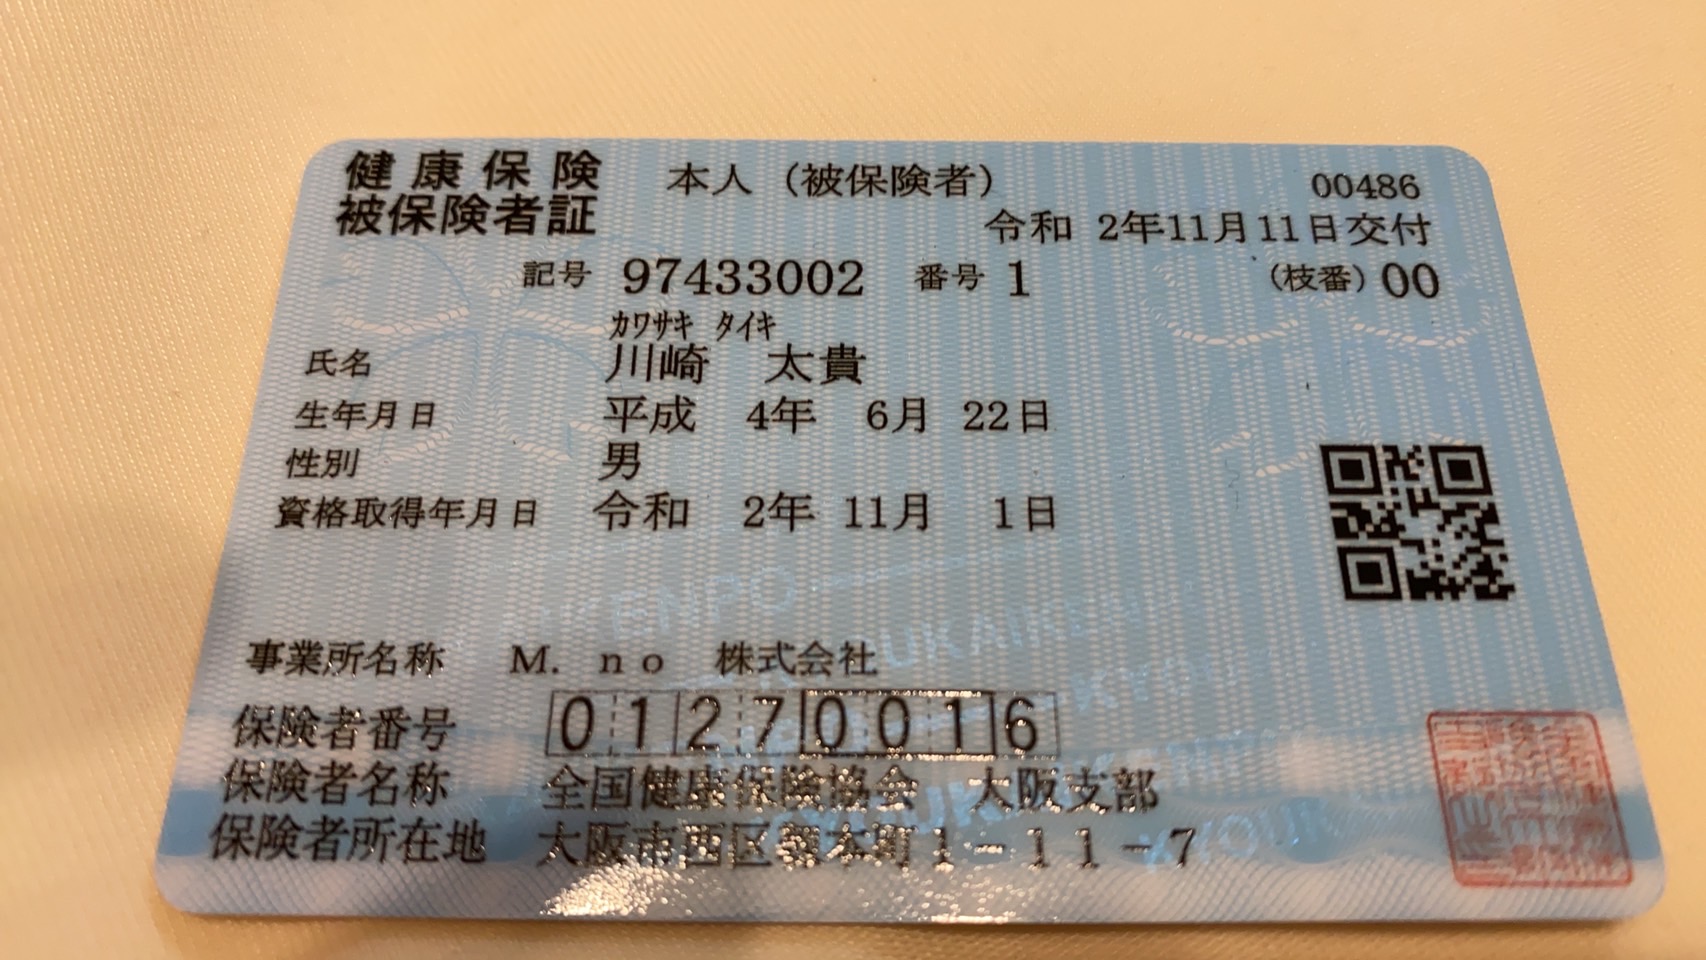 健康保険 本人（被保険者） 00486
被保険者証 令和 2年11月11日交付
記号 97433002 番号 1 （枝番）00
ｶﾜｻｷ ﾀｲｷ
氏名 川崎 太貴
生年月日 平成 4年 6月 22日
性別 男
資格取得年月日 令和 2年 11月 1日
事業所名称 M. no 株式会社
保険者番号 01270016
保険者名称 全国健康保険協会 大阪支部
保険者所在地 大阪市西区靱本町1-11-7